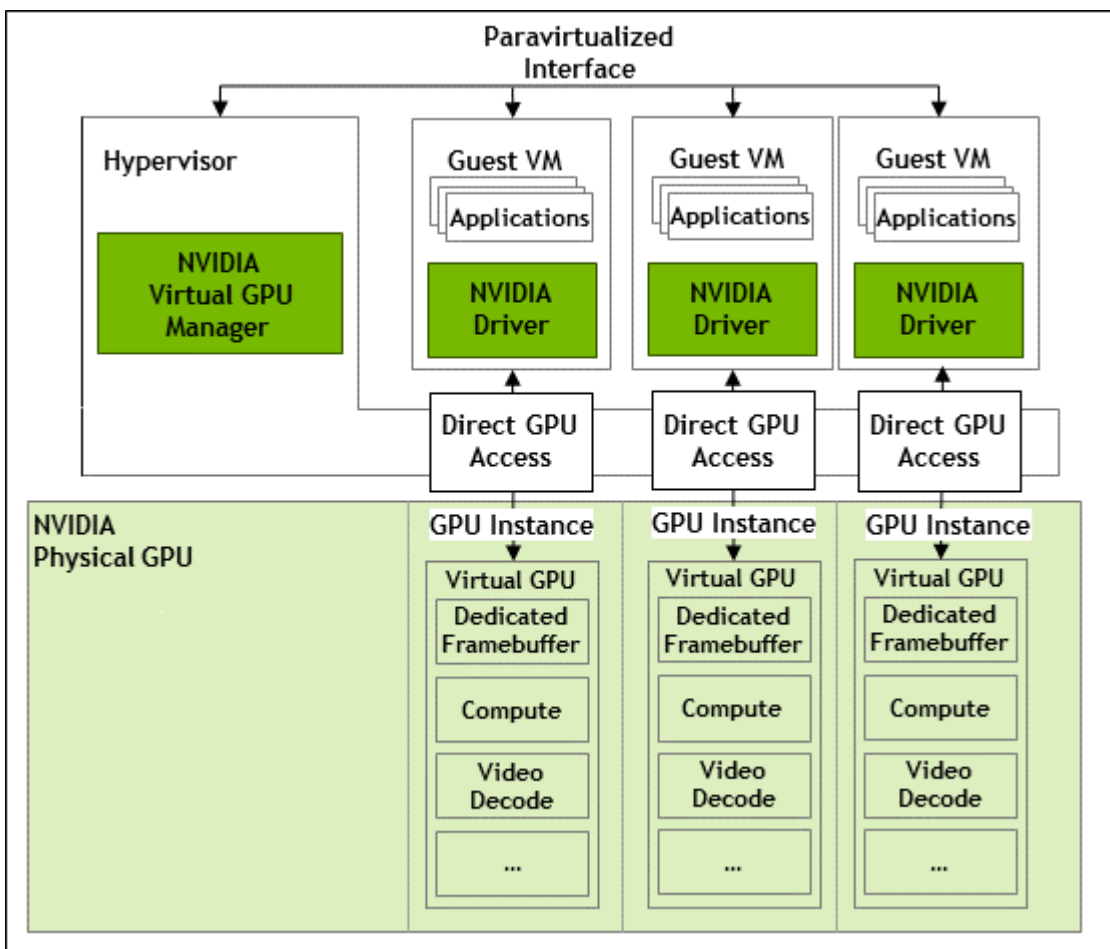 Paravirtualized
Interface
Hypervisor
NVIDIA
Virtual GPU
Manager
Guest VM
Applications
NVIDIA
Driver
Guest VM
Applications
NVIDIA
Driver
Guest VM
Applications
NVIDIA
Driver
Direct GPU
Access
Direct GPU
Access
Direct GPU
Access
NVIDIA
Physical GPU
GPU Instance
Virtual GPU
Dedicated
Framebuffer
Compute
Video
Decode
...
GPU Instance
Virtual GPU
Dedicated
Framebuffer
Compute
Video
Decode
...
GPU Instance
Virtual GPU
Dedicated
Framebuffer
Compute
Video
Decode
...